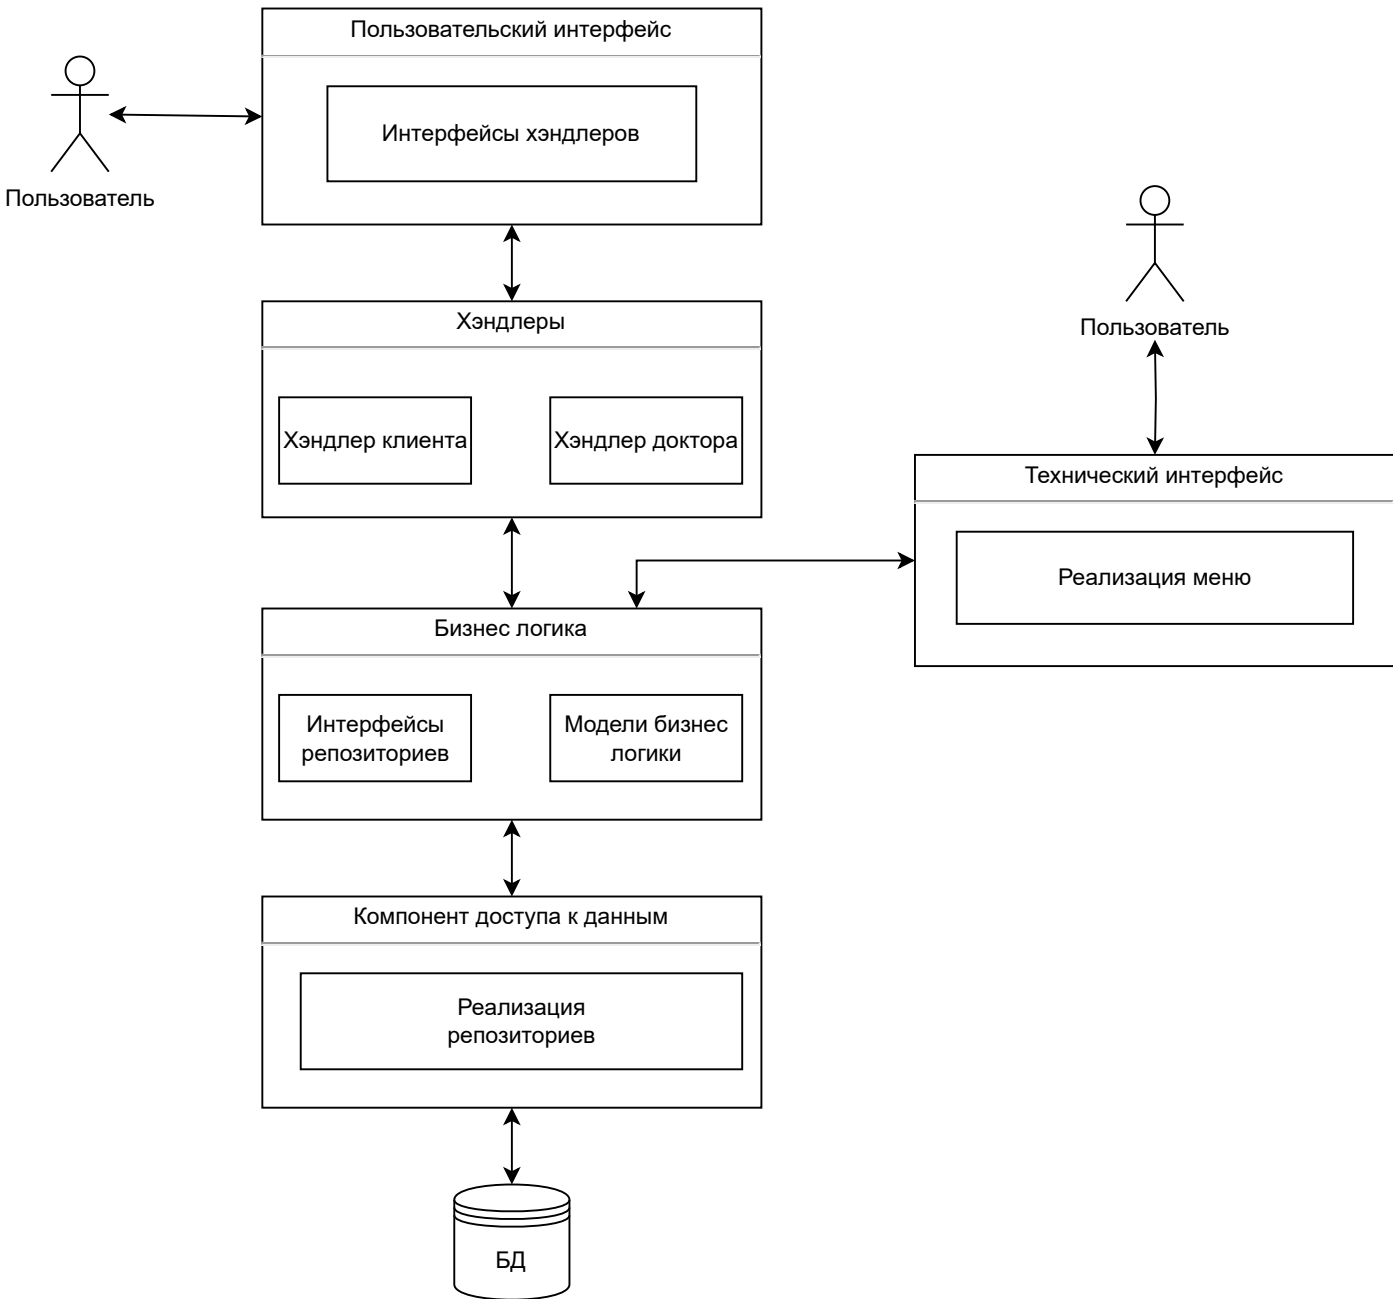 Пользовательский интерфейс
Интерфейсы хэндлеров
Пользователь
Хэндлеры
Хэндлер клиента
Хэндлер доктора
Пользователь
Технический интерфейс
Реализация меню
Бизнес логика
Интерфейсы
репозиториев
Модели бизнес
логики
Компонент доступа к данным
Реализация
репозиториев
БД